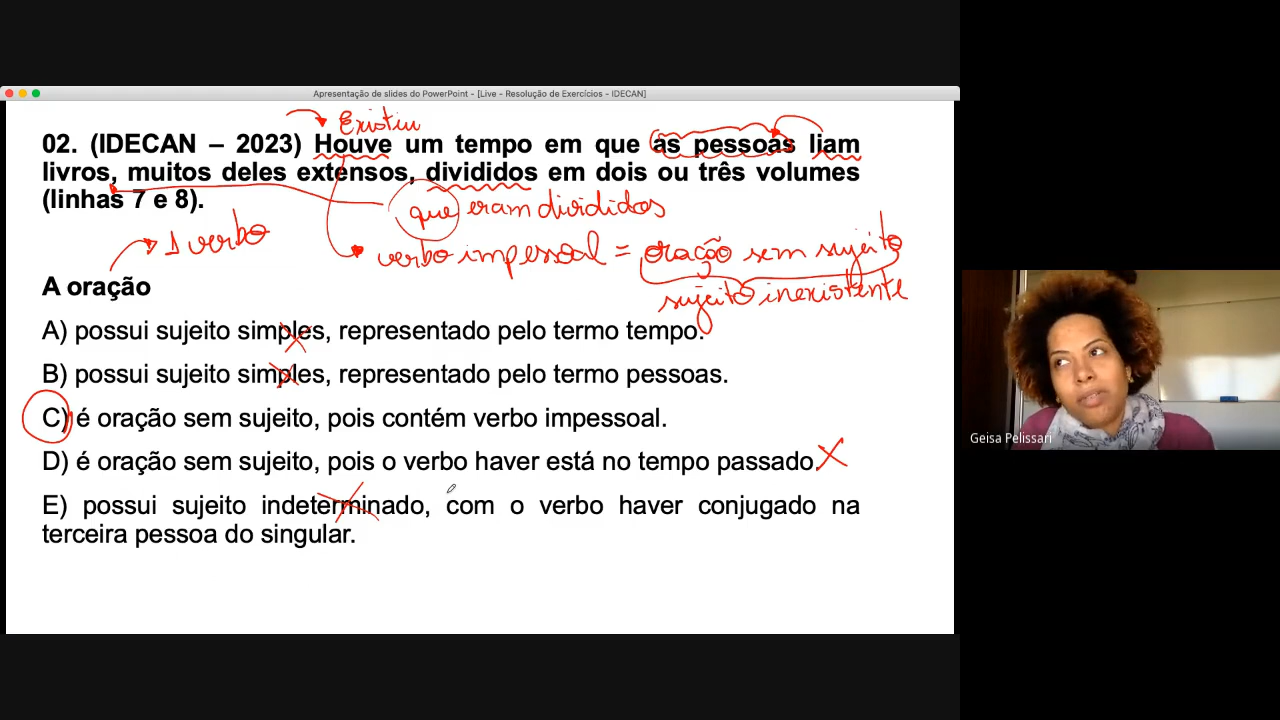 Apresentação de slides do PowerPoint - [Live - Resolução de Exercícios - IDECAN]
Existiu
02. (IDECAN – 2023) Houve um tempo em que as pessoas liam
livros, muitos deles extensos, divididos em dois ou três volumes
(linhas 7 e 8).
que eram divididos
1 verbo
verbo impessoal = oração sem sujeito
sujeito inexistente
A oração
A) possui sujeito simples, representado pelo termo tempo.
B) possui sujeito simples, representado pelo termo pessoas.
C) é oração sem sujeito, pois contém verbo impessoal.
D) é oração sem sujeito, pois o verbo haver está no tempo passado.
E) possui sujeito indeterminado, com o verbo haver conjugado na
terceira pessoa do singular.
Geisa Pelissari